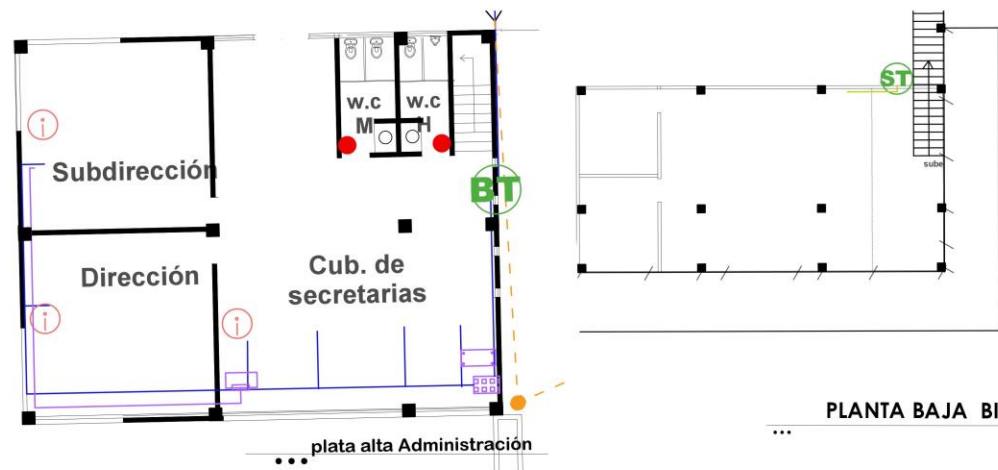 Subdirección
w.c
M
w.c
H
BT
Dirección
Cub. de
secretarias
i
i
i
plata alta Administración
ST
sube
PLANTA BAJA BI